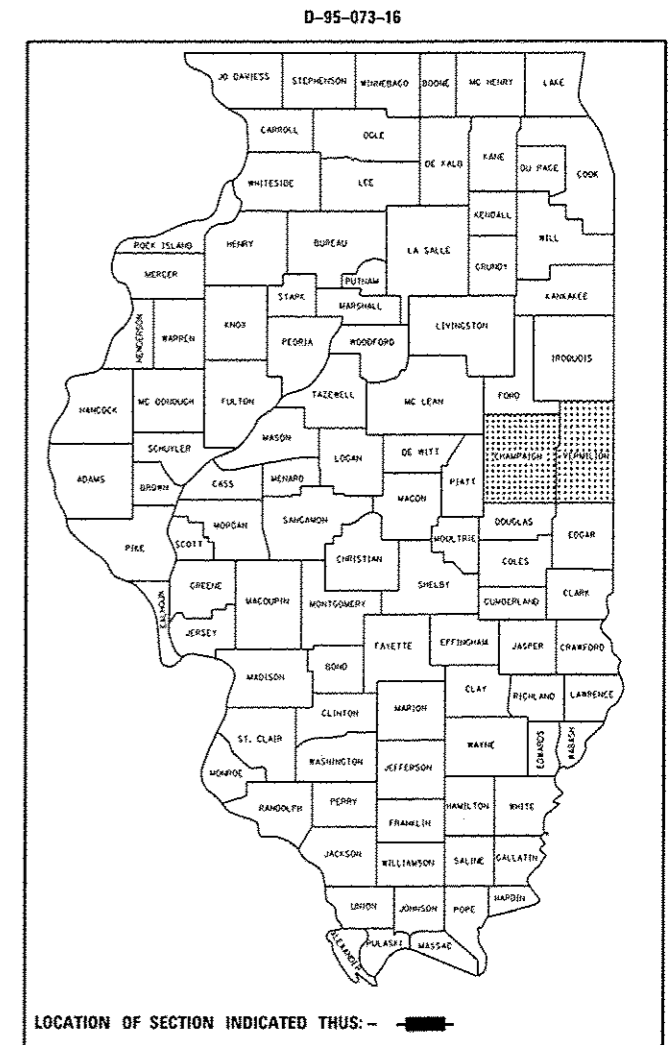 D-95-073-16
JO DAVIESS STEPHENSON WINNEBAGO BOONE MC HENRY LAKE
CARROLL OGLE DE KALB KANE DU PAGE COOK
WHITESIDE LEE
KENDALL
ROCK ISLAND HENRY BUREAU LA SALLE WILL
MERCER PUTNAM GRUNDY
STARK MARSHALL KANKAKEE
HENDERSON WARREN KNOX PEORIA WOODFORD LIVINGSTON IROQUOIS
HANCOCK MC DONOUGH FULTON TAZEWELL MC LEAN FORD
MASON
SCHUYLER LOGAN DE WITT CHAMPAIGN VERMILION
ADAMS BROWN CASS MENARD MACON PIATT
MORGAN SANGAMON DOUGLAS
PIKE SCOTT CHRISTIAN MOULTRIE EDGAR
COLES
GREENE MACOUPIN MONTGOMERY SHELBY CUMBERLAND CLARK
CALHOUN
JERSEY FAYETTE EFFINGHAM JASPER CRAWFORD
MADISON BOND
CLAY RICHLAND LAWRENCE
CLINTON MARION
ST. CLAIR WAYNE EDWARDS WABASH
WASHINGTON JEFFERSON
MONROE
RANDOLPH PERRY HAMILTON WHITE
FRANKLIN
JACKSON WILLIAMSON SALINE GALLATIN
UNION JOHNSON POPE HARDIN
ALEXANDER PULASKI MASSAC
LOCATION OF SECTION INDICATED THUS: -